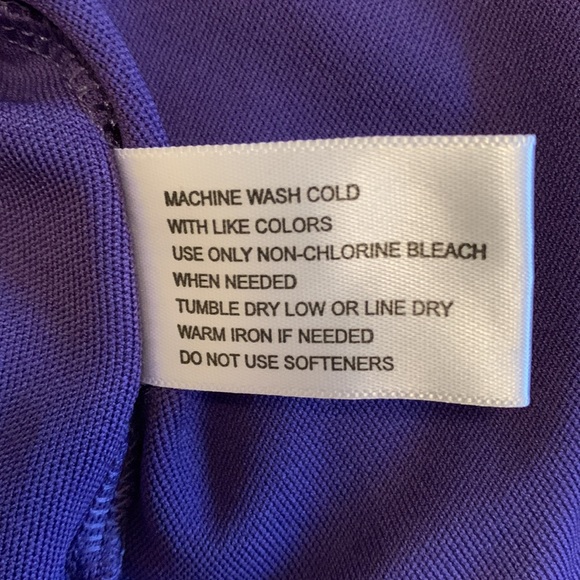 MACHINE WASH COLD
WITH LIKE COLORS
USE ONLY NON-CHLORINE BLEACH
WHEN NEEDED
TUMBLE DRY LOW OR LINE DRY
WARM IRON IF NEEDED
DO NOT USE SOFTENERS